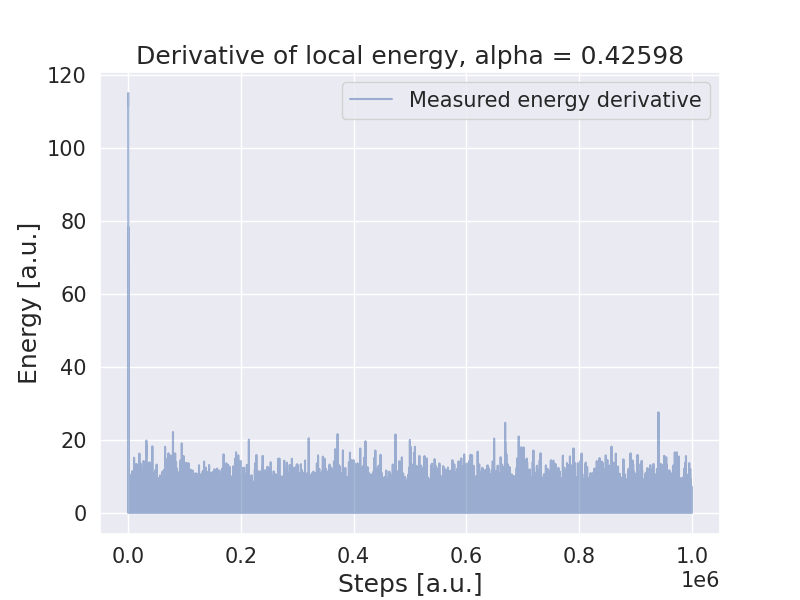 Derivative of local energy, alpha = 0.42598
Measured energy derivative
Energy [a.u.]
120
100
80
60
40
20
0
0.0 0.2 0.4 0.6 0.8 1.0
1e6
Steps [a.u.]